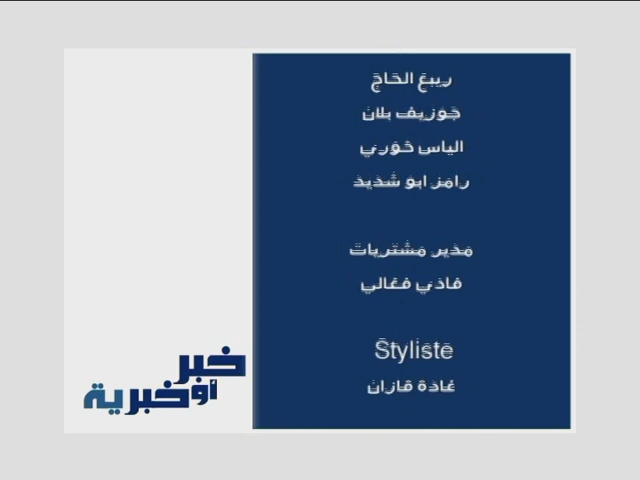 ربيع الحاج
جوزيف بلان
الياس خوري
رامز ابو شديد
مدير مشتريات
فادي فغالي
Styliste
غادة قازان
خبر
أو خبرية